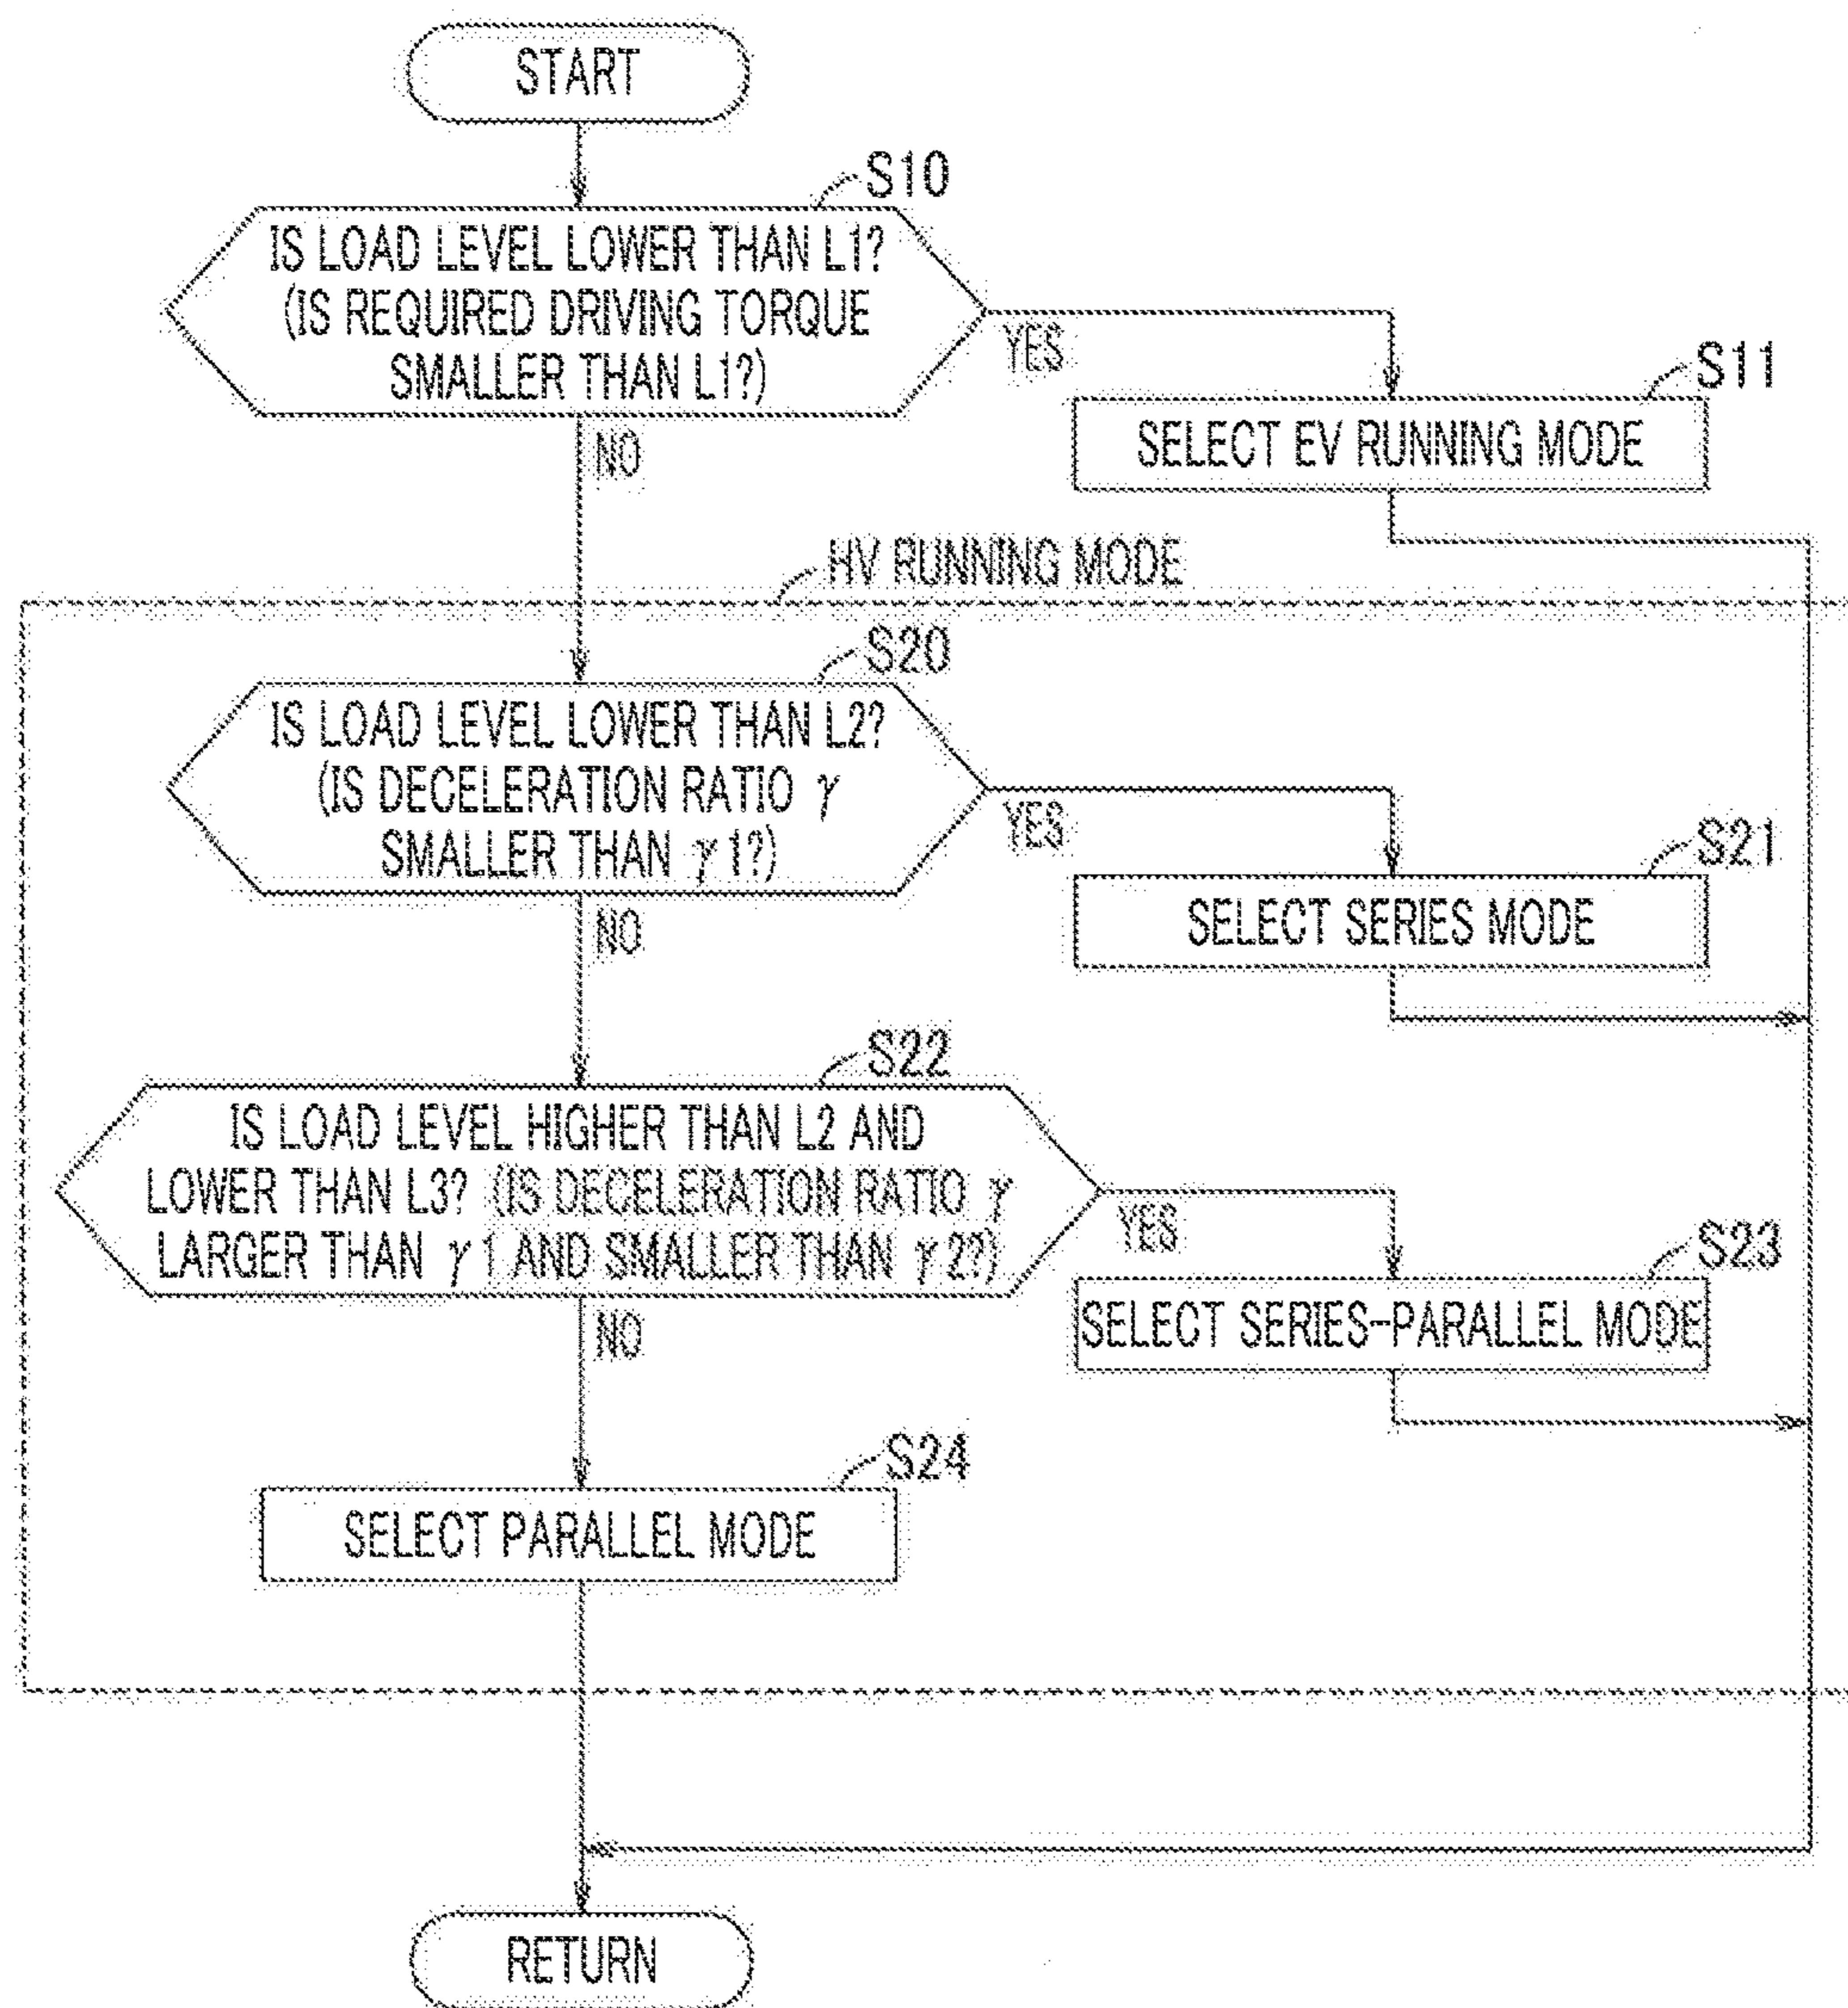 START
S10
IS LOAD LEVEL LOWER THAN L1?
(IS REQUIRED DRIVING TORQUE
SMALLER THAN L1?)
YES
NO
S11
SELECT EV RUNNING MODE
HV RUNNING MODE
S20
IS LOAD LEVEL LOWER THAN L2?
(IS DECELERATION RATIO γ
SMALLER THAN γ1?)
YES
NO
S21
SELECT SERIES MODE
S22
IS LOAD LEVEL HIGHER THAN L2 AND
LOWER THAN L3? (IS DECELERATION RATIO γ
LARGER THAN γ1 AND SMALLER THAN γ2?)
YES
NO
S23
SELECT SERIES-PARALLEL MODE
S24
SELECT PARALLEL MODE
RETURN